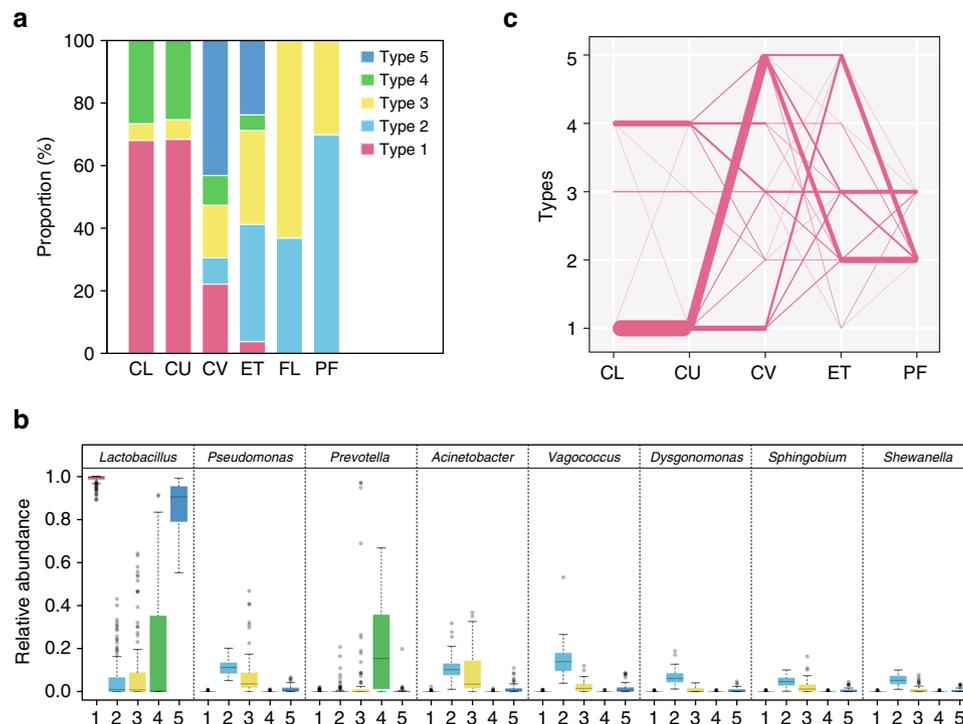 a
100
80
60
40
20
0
Proportion (%)
CL CU CV ET FL PF
Type 5
Type 4
Type 3
Type 2
Type 1
c
5
4
3
2
1
Types
CL CU CV ET PF
b
Lactobacillus Pseudomonas Prevotella Acinetobacter Vagococcus Dysgonomonas Sphingobium Shewanella
1.0
0.8
0.6
0.4
0.2
0.0
Relative abundance
1 2 3 4 5 1 2 3 4 5 1 2 3 4 5 1 2 3 4 5 1 2 3 4 5 1 2 3 4 5 1 2 3 4 5 1 2 3 4 5